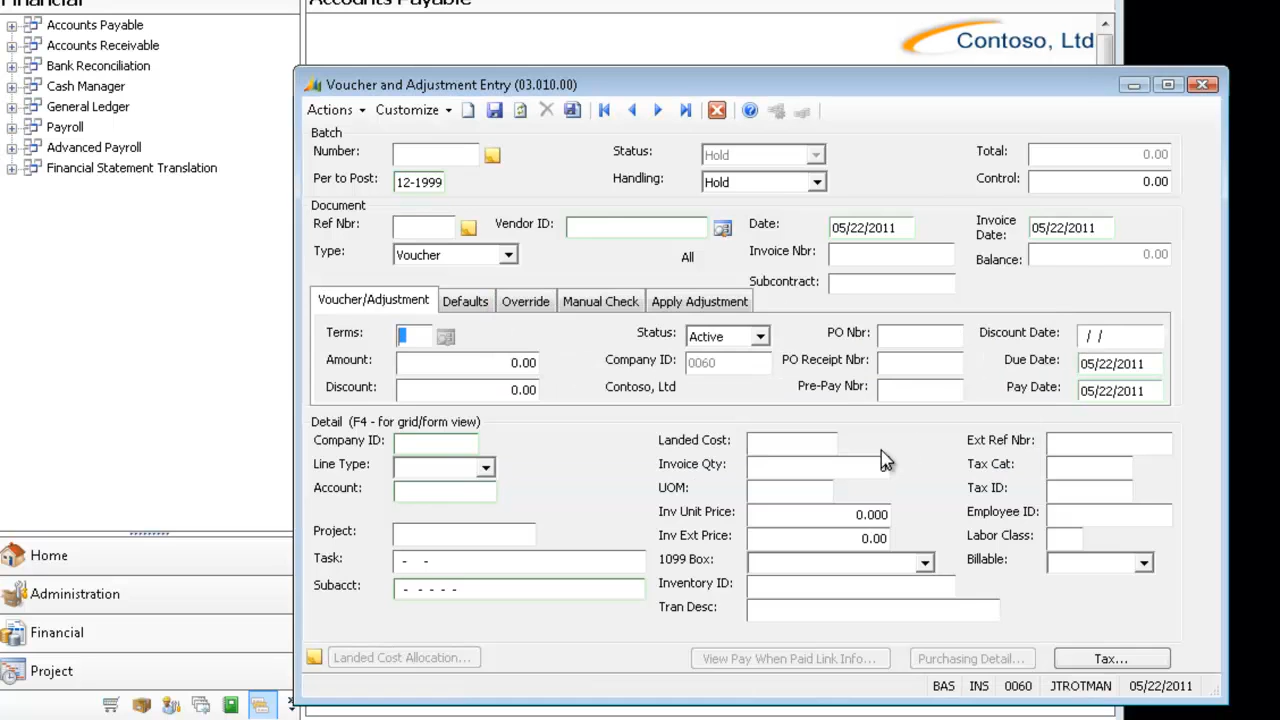 Financial
Accounts Payable
Accounts Payable
Accounts Receivable
Bank Reconciliation
Cash Manager
General Ledger
Payroll
Advanced Payroll
Financial Statement Translation
Home
Administration
Financial
Project
Contoso, Ltd
Voucher and Adjustment Entry (03.010.00)
Actions Customize
Batch
Number: Status: Hold Total: 0.00
Per to Post: 12-1999 Handling: Hold Control: 0.00
Document
Ref Nbr: Vendor ID: Date: 05/22/2011 Invoice Date: 05/22/2011
Type: Voucher All Invoice Nbr: Balance: 0.00
Subcontract:
Voucher/Adjustment Defaults Override Manual Check Apply Adjustment
Terms: Status: Active PO Nbr: Discount Date: / /
Amount: 0.00 Company ID: 0060 PO Receipt Nbr: Due Date: 05/22/2011
Discount: 0.00 Contoso, Ltd Pre-Pay Nbr: Pay Date: 05/22/2011
Detail (F4 - for grid/form view)
Company ID: Landed Cost: Ext Ref Nbr:
Line Type: Invoice Qty: Tax Cat:
Account: UOM: Tax ID:
Inv Unit Price: 0.000 Employee ID:
Project: Inv Ext Price: 0.00 Labor Class:
Task: - - 1099 Box: Billable:
Subacct: - - - - - Inventory ID:
Tran Desc:
Landed Cost Allocation... View Pay When Paid Link Info... Purchasing Detail... Tax...
BAS INS 0060 JTROTMAN 05/22/2011